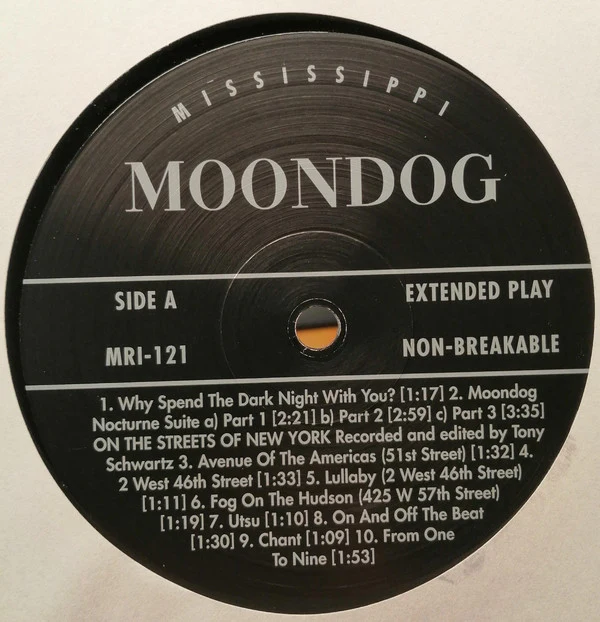 MISSISSIPPI
MOONDOG
SIDE A
EXTENDED PLAY
MRI-121
NON-BREAKABLE
1. Why Spend The Dark Night With You? [1:17] 2. Moondog
Nocturne Suite a) Part 1 [2:21] b) Part 2 [2:59] c) Part 3 [3:35]
ON THE STREETS OF NEW YORK Recorded and edited by Tony
Schwartz 3. Avenue Of The Americas (51st Street) [1:32] 4.
2 West 46th Street [1:33] 5. Lullaby (2 West 46th Street)
[1:11] 6. Fog On The Hudson (425 W 57th Street)
[1:19] 7. Utsu [1:10] 8. On And Off The Beat
[1:30] 9. Chant [1:09] 10. From One
To Nine [1:53]